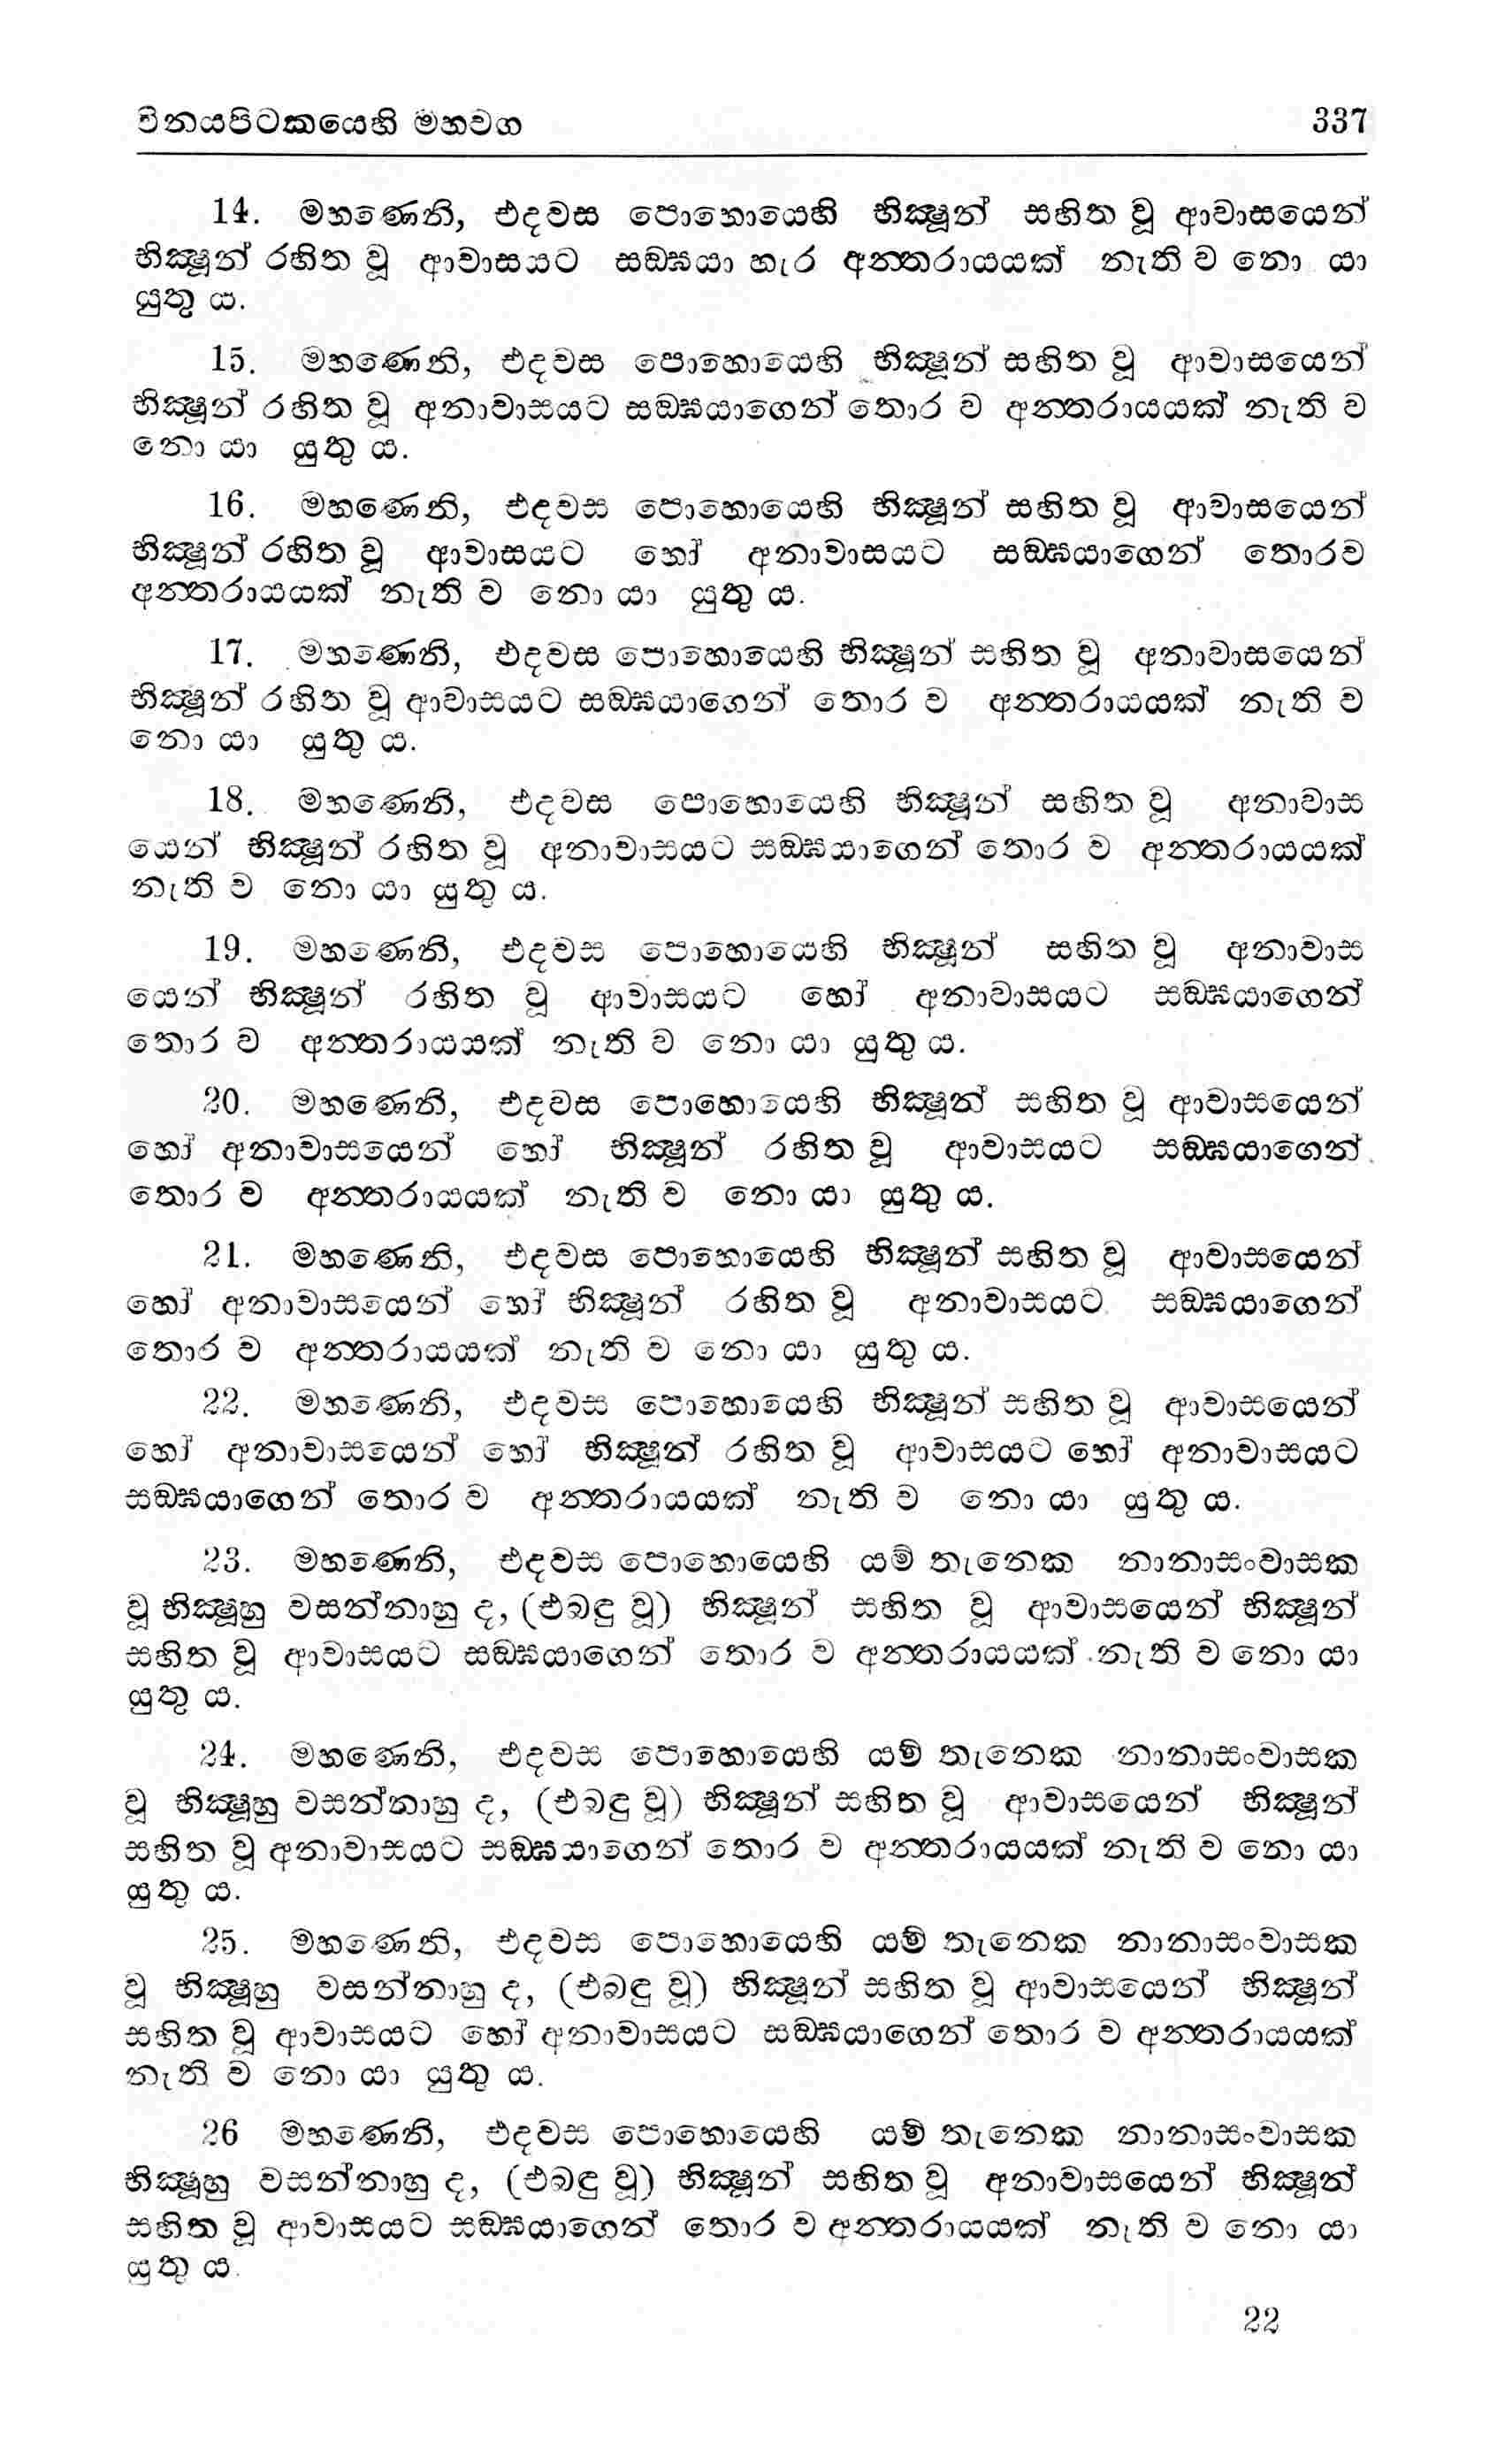 විනයපිටකයෙහි මහවග 337
14. මහණෙනි, එදවස පොහොයෙහි භික්‍ෂූන් සහිත වූ ආවාසයෙන්
භික්‍ෂූන් රහිත වූ ආවාසයට සඞ්ඝයා හැර අන්‍තරායයක් නැති ව නො යා
යුතු ය.
15. මහණෙනි, එදවස පොහොයෙහි භික්‍ෂූන් සහිත වූ ආවාසයෙන්
භික්‍ෂූන් රහිත වූ අනාවාසයට සඞ්ඝයාගෙන් තොර ව අන්‍තරායයක් නැති ව
නො යා යුතු ය.
16. මහණෙනි, එදවස පොහොයෙහි භික්‍ෂූන් සහිත වූ ආවාසයෙන්
භික්‍ෂූන් රහිත වූ ආවාසයට හෝ අනාවාසයට සඞ්ඝයාගෙන් තොරව
අන්‍තරායයක් නැති ව නො යා යුතු ය.
17. මහණෙනි, එදවස පොහොයෙහි භික්‍ෂූන් සහිත වූ අනාවාසයෙන්
භික්‍ෂූන් රහිත වූ ආවාසයට සඞ්ඝයාගෙන් තොර ව අන්‍තරායයක් නැති ව
නො යා යුතු ය.
18. මහණෙනි, එදවස පොහොයෙහි භික්‍ෂූන් සහිත වූ අනාවාස
යෙන් භික්‍ෂූන් රහිත වූ අනාවාසයට සඞ්ඝයාගෙන් තොර ව අන්‍තරායයක්
නැති ව නො යා යුතු ය.
19. මහණෙනි, එදවස පොහොයෙහි භික්‍ෂූන් සහිත වූ අනාවාස
යෙන් භික්‍ෂූන් රහිත වූ ආවාසයට හෝ අනාවාසයට සඞ්ඝයාගෙන්
තොර ව අන්‍තරායයක් නැති ව නො යා යුතු ය.
20. මහණෙනි, එදවස පොහොයෙහි භික්‍ෂූන් සහිත වූ ආවාසයෙන්
හෝ අනාවාසයෙන් හෝ භික්‍ෂූන් රහිත වූ ආවාසයට සඞ්ඝයාගෙන්
තොර ව අන්‍තරායයක් නැති ව නො යා යුතු ය.
21. මහණෙනි, එදවස පොහොයෙහි භික්‍ෂූන් සහිත වූ ආවාසයෙන්
හෝ අනාවාසයෙන් හෝ භික්‍ෂූන් රහිත වූ අනාවාසයට සඞ්ඝයාගෙන්
තොර ව අන්‍තරායයක් නැති ව නො යා යුතු ය.
22. මහණෙනි, එදවස පොහොයෙහි භික්‍ෂූන් සහිත වූ ආවාසයෙන්
හෝ අනාවාසයෙන් හෝ භික්‍ෂූන් රහිත වූ ආවාසයට හෝ අනාවාසයට
සඞ්ඝයාගෙන් තොර ව අන්‍තරායයක් නැති ව නො යා යුතු ය.
23. මහණෙනි, එදවස පොහොයෙහි යම් තැනෙක නානාසංවාසක
වූ භික්‍ෂූහු වසන්නාහු ද, (එබඳු වූ) භික්‍ෂූන් සහිත වූ ආවාසයෙන් භික්‍ෂූන්
සහිත වූ ආවාසයට සඞ්ඝයාගෙන් තොර ව අන්‍තරායයක් නැති ව නො යා
යුතු ය.
24. මහණෙනි, එදවස පොහොයෙහි යම් තැනෙක නානාසංවාසක
වූ භික්‍ෂූහු වසන්නාහු ද, (එබඳු වූ) භික්‍ෂූන් සහිත වූ ආවාසයෙන් භික්‍ෂූන්
සහිත වූ අනාවාසයට සඞ්ඝයාගෙන් තොර ව අන්‍තරායයක් නැති ව නො යා
යුතු ය.
25. මහණෙනි, එදවස පොහොයෙහි යම් තැනෙක නානාසංවාසක
වූ භික්‍ෂූහු වසන්නාහු ද, (එබඳු වූ) භික්‍ෂූන් සහිත වූ ආවාසයෙන් භික්‍ෂූන්
සහිත වූ ආවාසයට හෝ අනාවාසයට සඞ්ඝයාගෙන් තොර ව අන්‍තරායයක්
නැති ව නො යා යුතු ය.
26 මහණෙනි, එදවස පොහොයෙහි යම් තැනෙක නානාසංවාසක
භික්‍ෂූහු වසන්නාහු ද, (එබඳු වූ) භික්‍ෂූන් සහිත වූ අනාවාසයෙන් භික්‍ෂූන්
සහිත වූ ආවාසයට සඞ්ඝයාගෙන් තොර ව අන්‍තරායයක් නැති ව නො යා
යුතු ය.
22